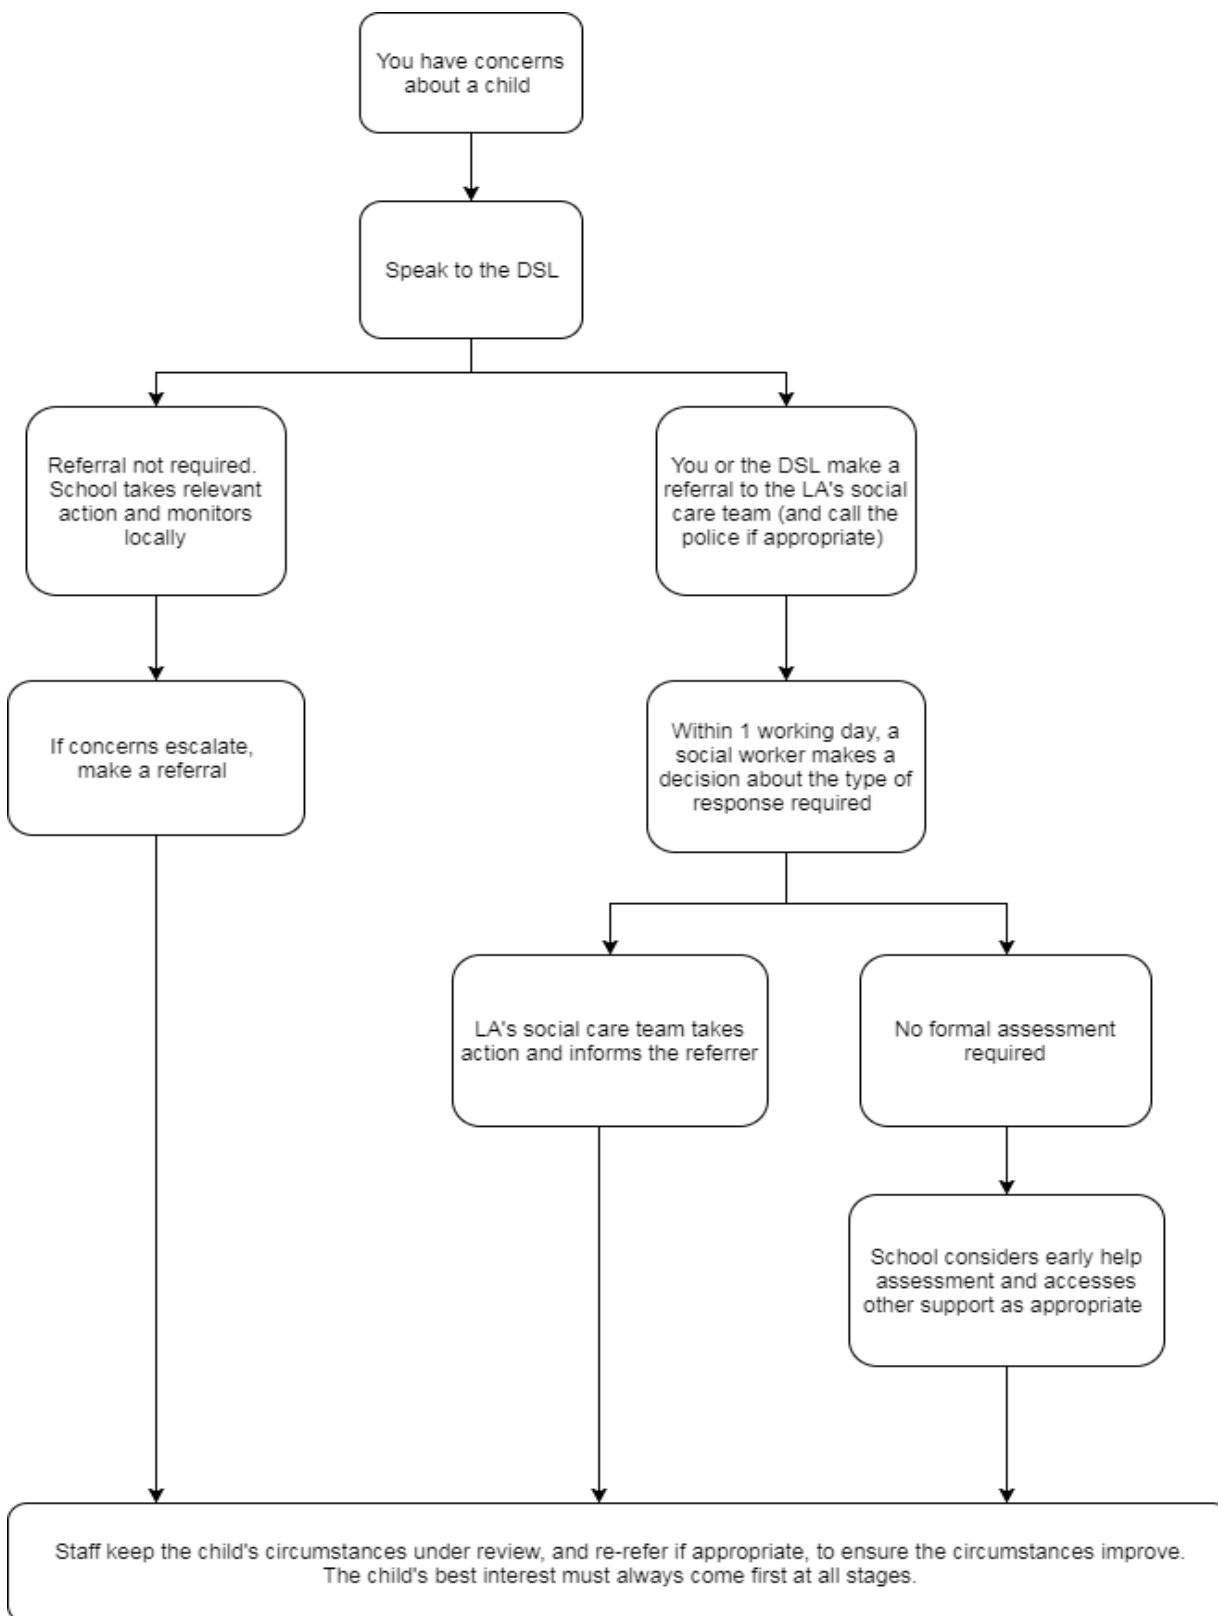 You have concerns
about a child
Speak to the DSL
Referral not required.
School takes relevant
action and monitors
locally
You or the DSL make a
referral to the LA's social
care team (and call the
police if appropriate)
If concerns escalate,
make a referral
Within 1 working day, a
social worker makes a
decision about the type of
response required
LA's social care team takes
action and informs the referrer
No formal assessment
required
School considers early help
assessment and accesses
other support as appropriate
Staff keep the child's circumstances under review, and re-refer if appropriate, to ensure the circumstances improve.
The child's best interest must always come first at all stages.